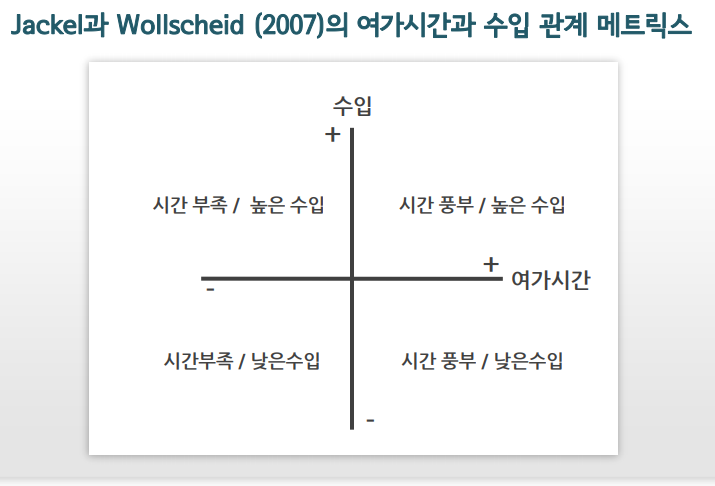 Jackel과 Wollscheid (2007)의 여가시간과 수입 관계 메트릭스
수입
+
시간 부족 / 높은 수입
시간 풍부 / 높은 수입
+
여가시간
-
시간부족 / 낮은수입
시간 풍부 / 낮은수입
-